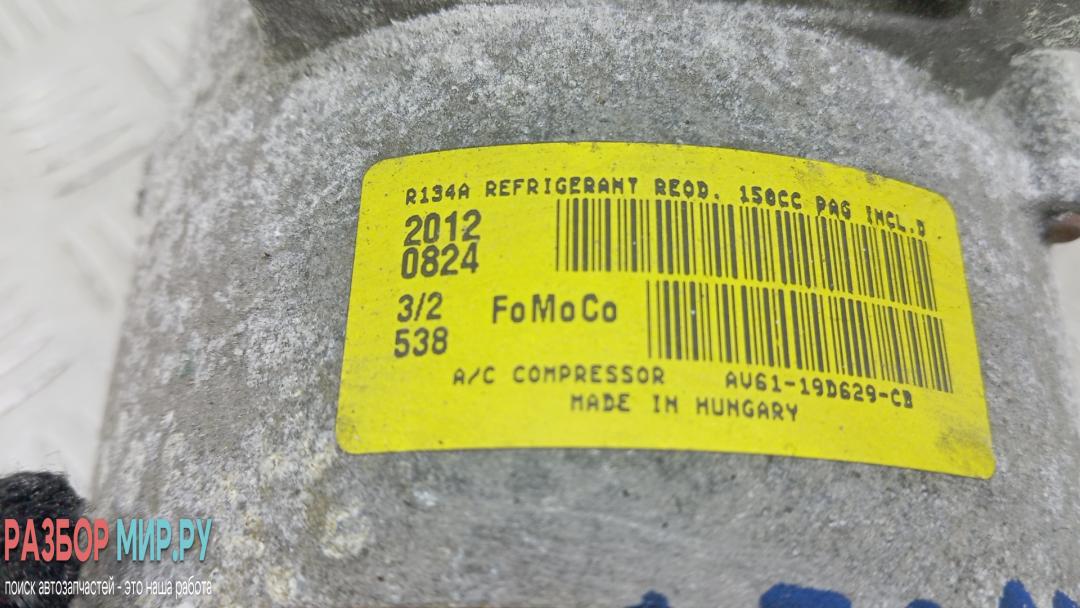 R134A REFRIGERANT REQD. 150CC PAG INCL.D
2012
0824
3/2
538
FoMoCo
A/C COMPRESSOR AV61-19D629-CB
MADE IN HUNGARY
РАЗБОР МИР.РУ
поиск автозапчастей - это наша работа